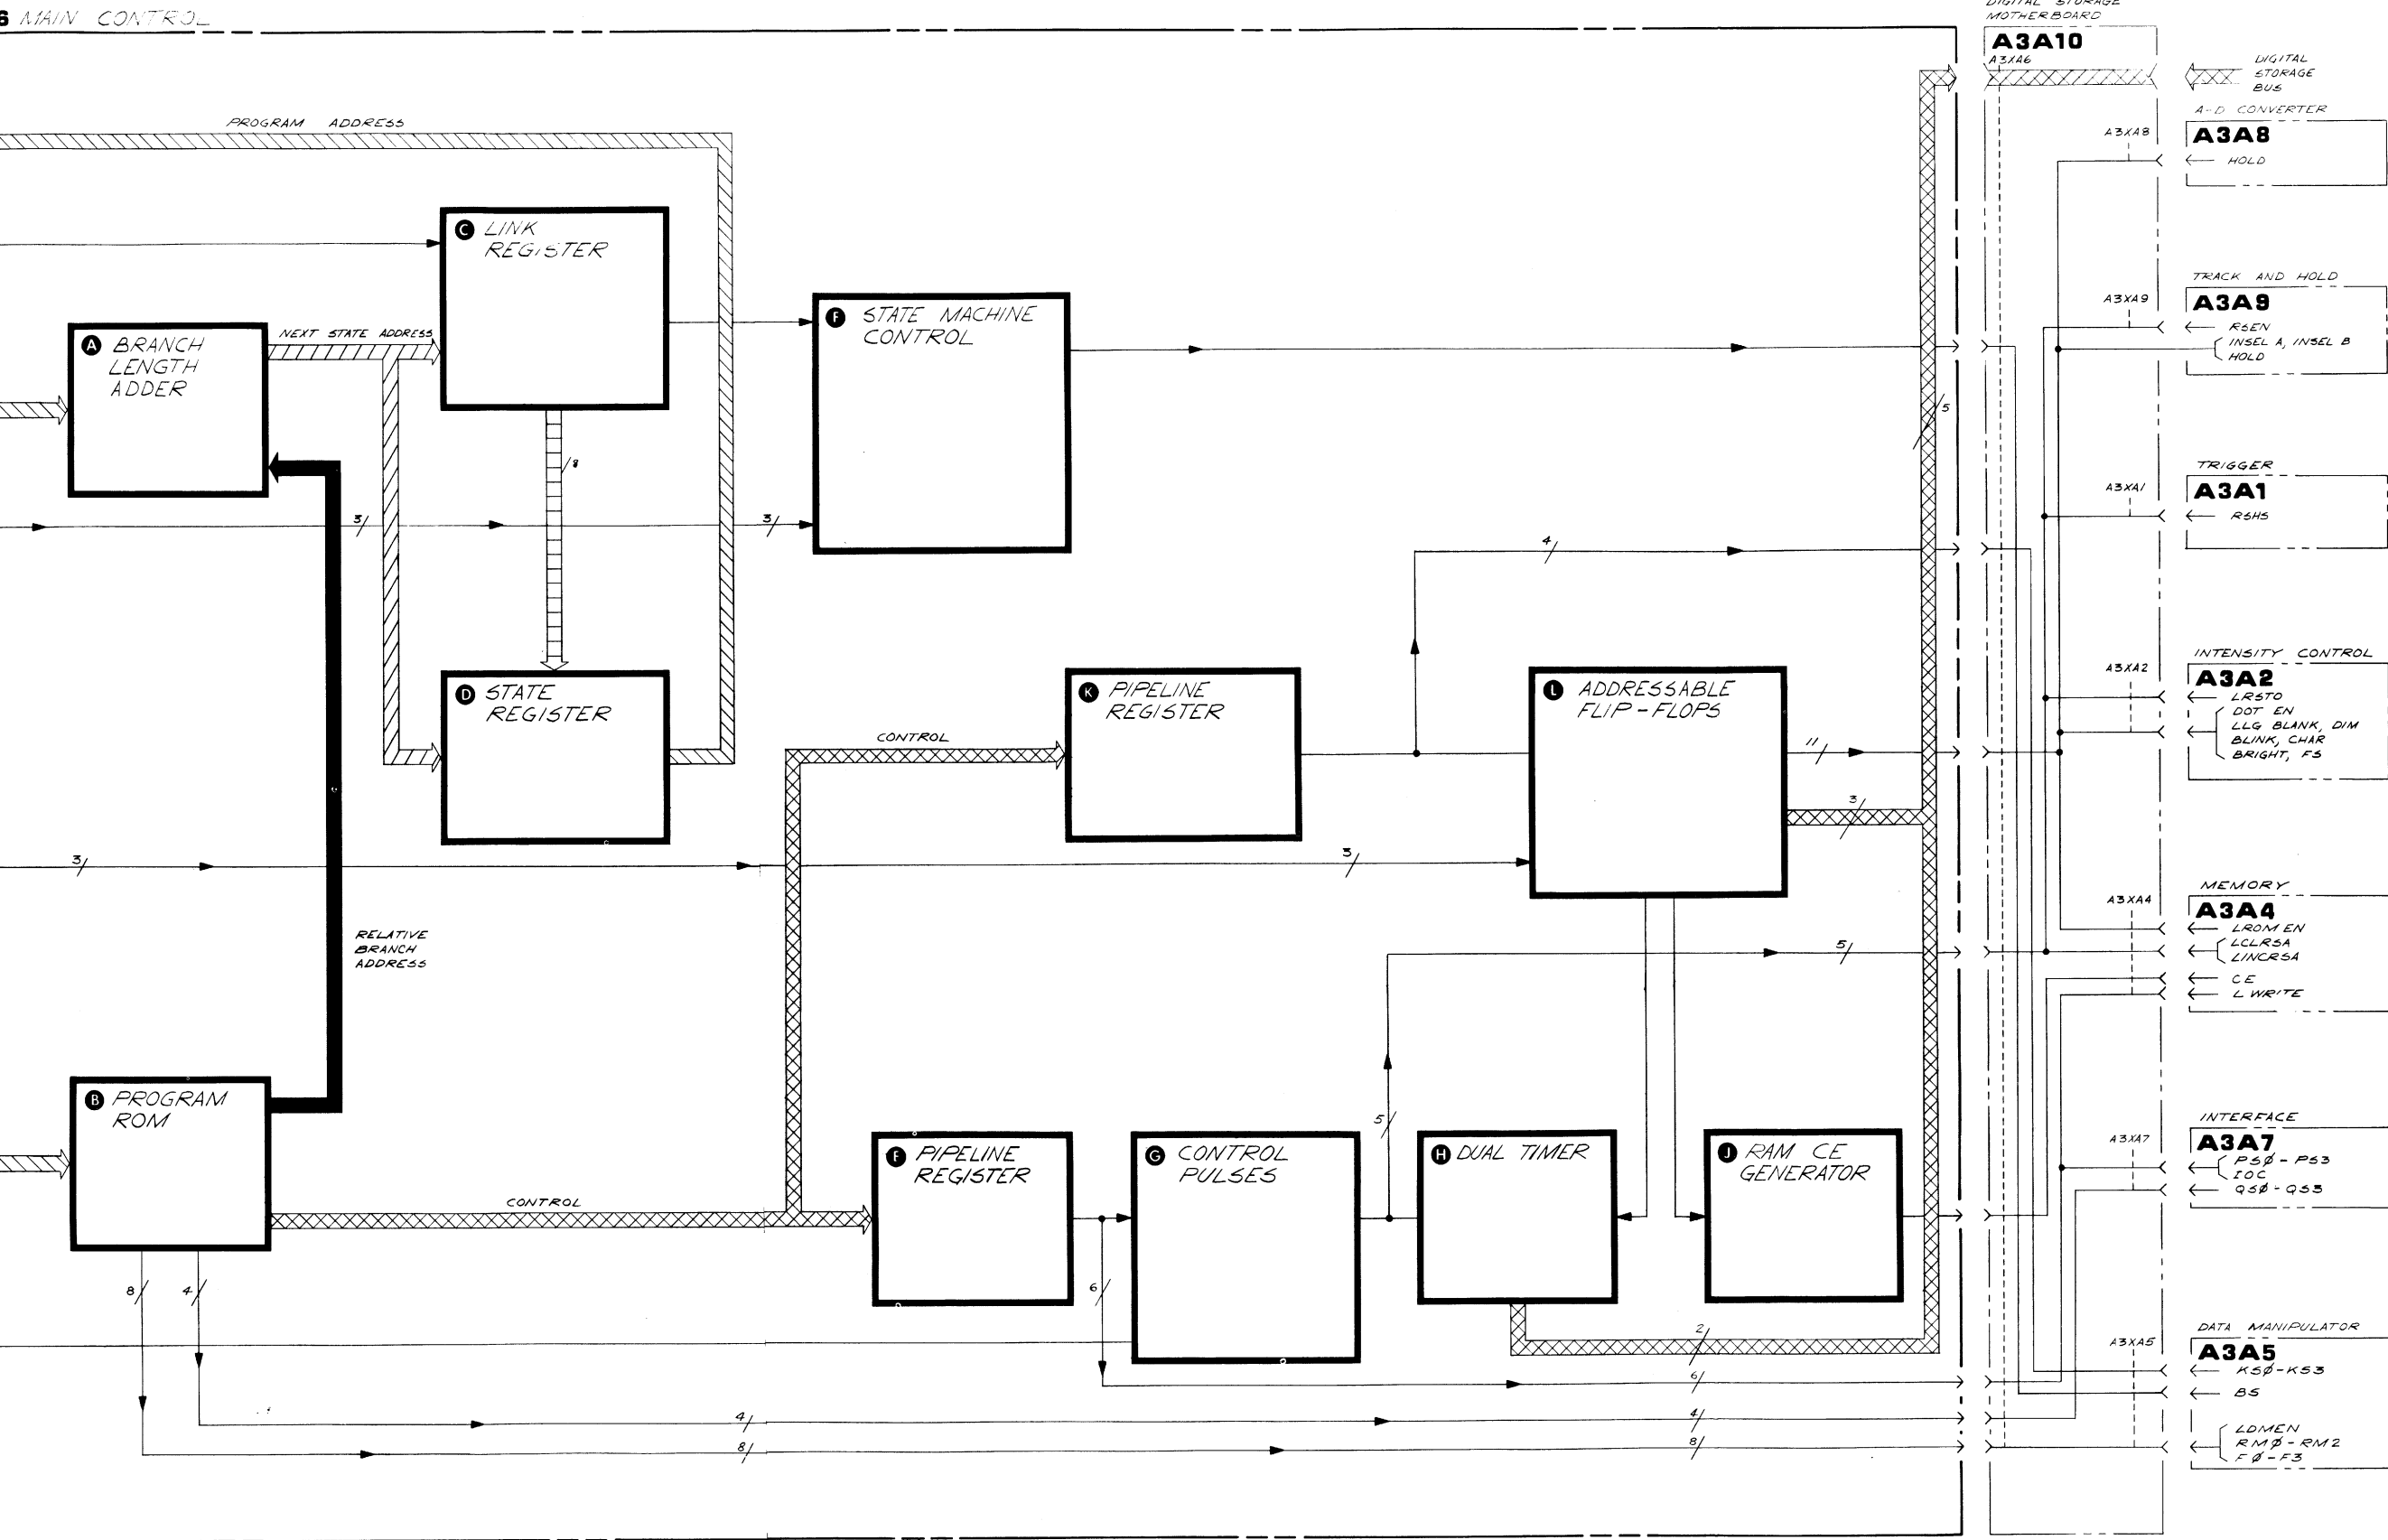 6 MAIN CONTROL
DIGITAL STORAGE
MOTHERBOARD
A3A10
A3XA6
DIGITAL
STORAGE
BUS
PROGRAM ADDRESS
A-D CONVERTER
A3XA8
A3A8
HOLD
C LINK
REGISTER
TRACK AND HOLD
A3XA9
A3A9
RSEN
INSEL A, INSEL B
HOLD
F STATE MACHINE
CONTROL
A BRANCH
LENGTH
ADDER
NEXT STATE ADDRESS
5
8
3
3
TRIGGER
A3XA1
A3A1
RSHS
4
D STATE
REGISTER
K PIPELINE
REGISTER
L ADDRESSABLE
FLIP-FLOPS
CONTROL
11
3
INTENSITY CONTROL
A3XA2
A3A2
LRSTO
DOT EN
LLG BLANK, DIM
BLINK, CHAR
BRIGHT, FS
3
3
RELATIVE
BRANCH
ADDRESS
5
MEMORY
A3XA4
A3A4
LROM EN
LCLRSA
LINCRSA
CE
L WRITE
B PROGRAM
ROM
CONTROL
F PIPELINE
REGISTER
G CONTROL
PULSES
5
H DUAL TIMER
J RAM CE
GENERATOR
INTERFACE
A3XA7
A3A7
PSØ-PS3
IOC
QSØ-QS3
8
4
6
2
6
4
4
8
8
DATA MANIPULATOR
A3XA5
A3A5
KSØ-KS3
BS
LDMEN
RMØ-RM2
FØ-F3